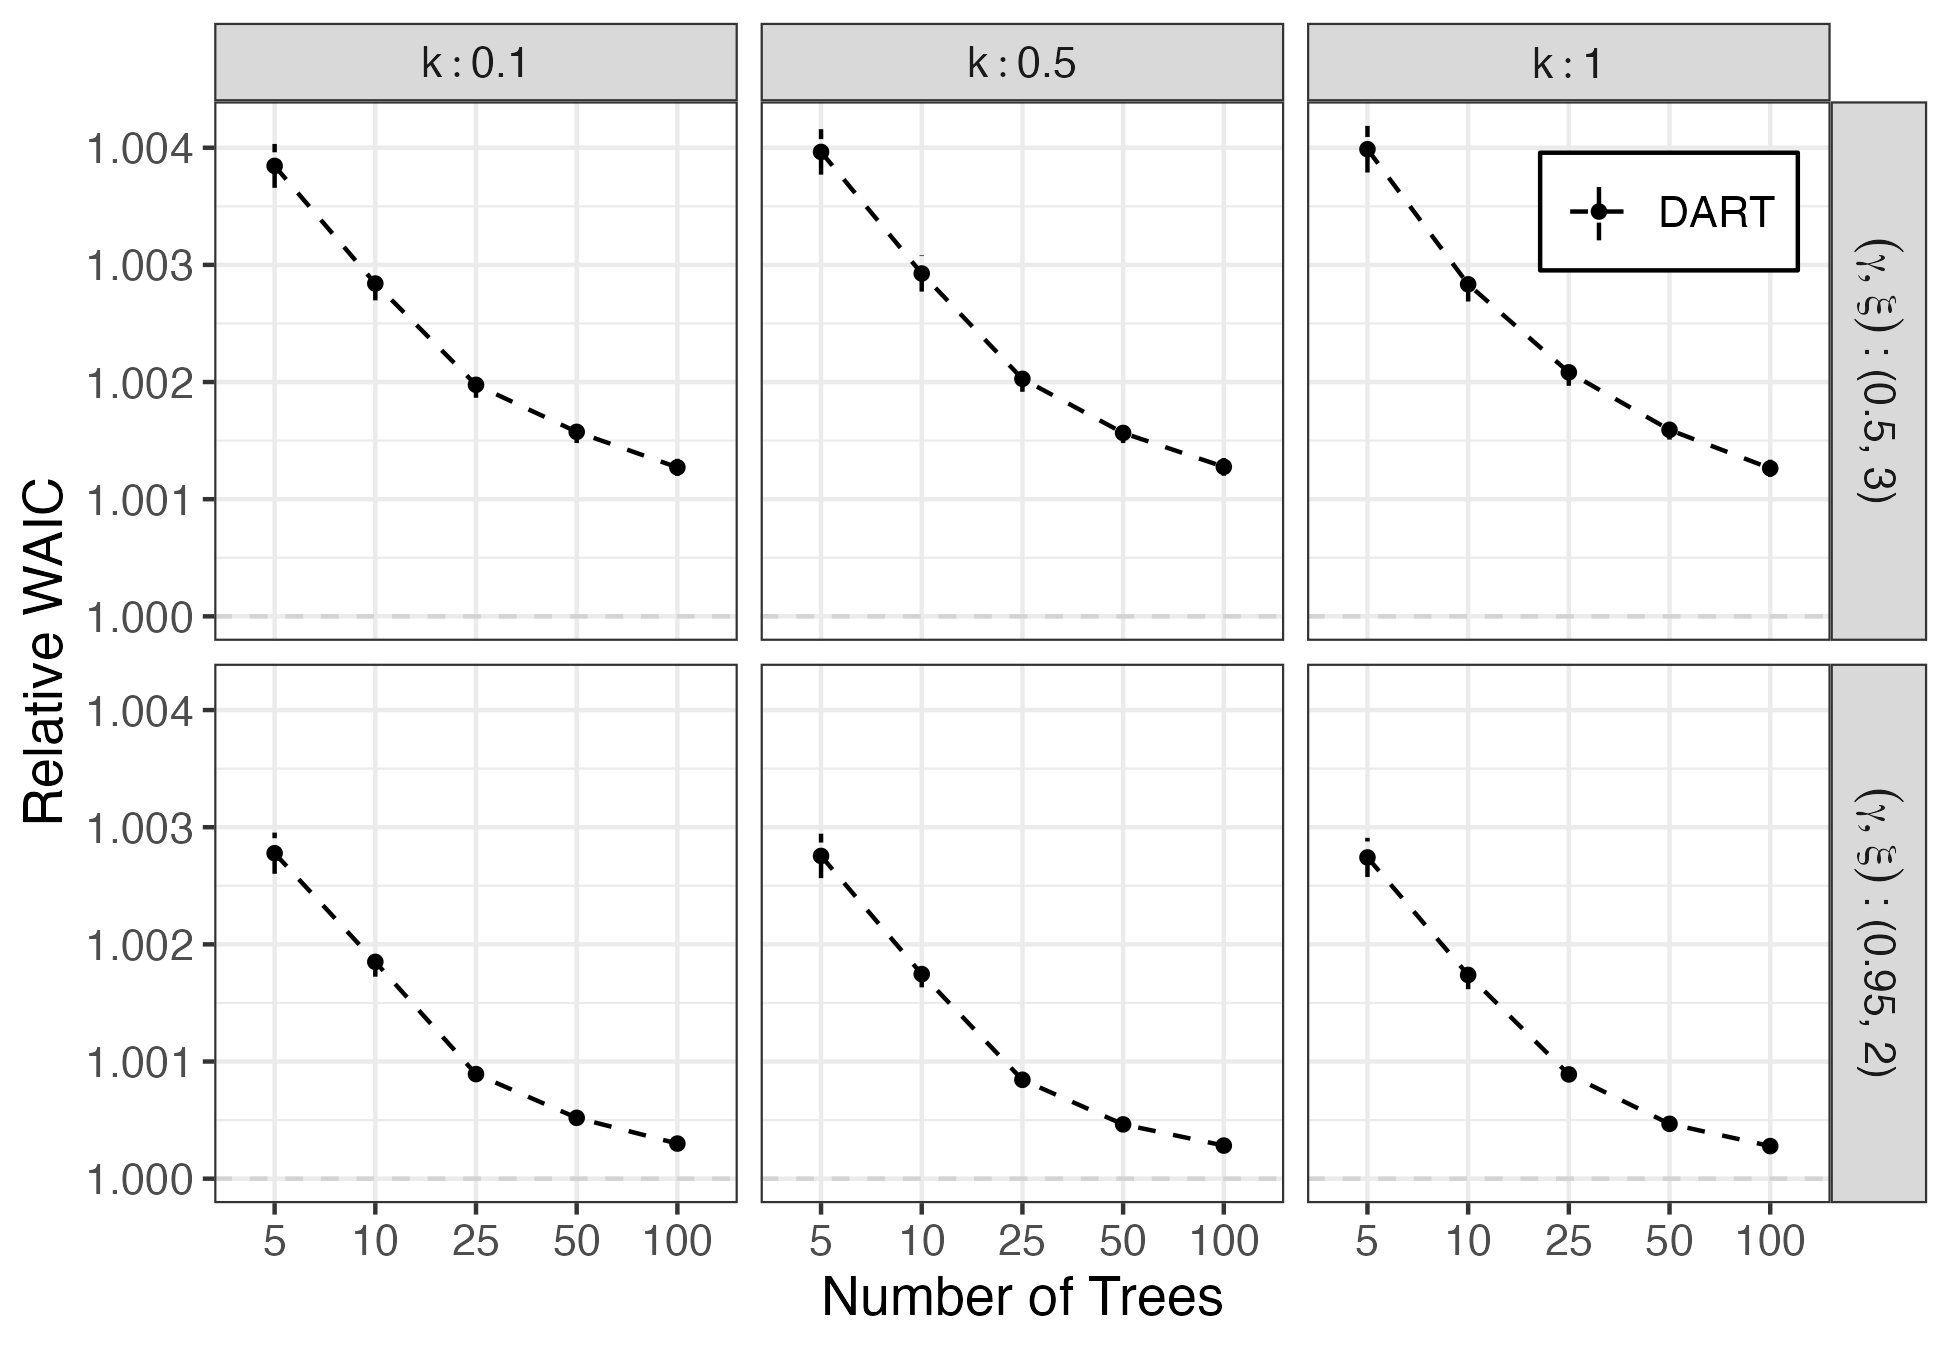 k : 0.1
k : 0.5
k : 1
1.004
1.003
1.002
1.001
1.000
DART
(γ, ξ) : (0.5, 3)
Relative WAIC
1.004
1.003
1.002
1.001
1.000
(γ, ξ) : (0.95, 2)
5 10 25 50 100
5 10 25 50 100
5 10 25 50 100
Number of Trees